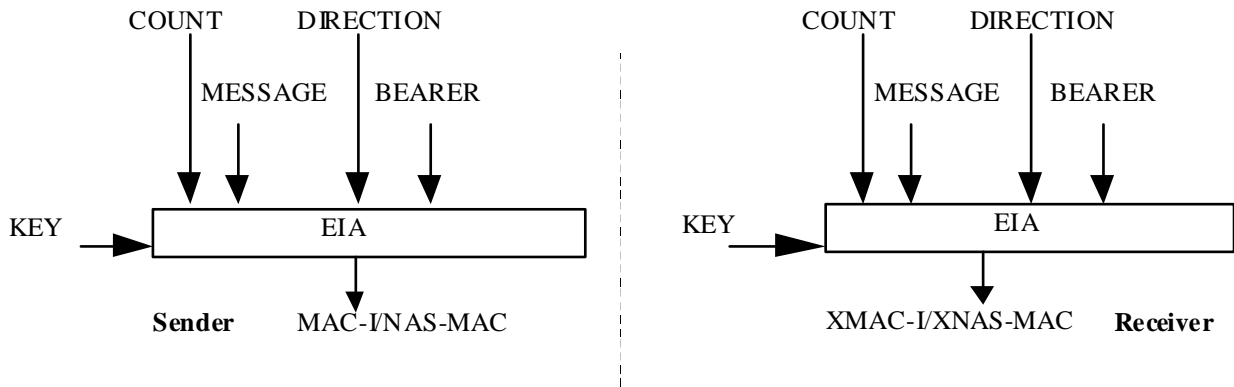 COUNT DIRECTION
MESSAGE BEARER
KEY EIA
Sender MAC-I/NAS-MAC
COUNT DIRECTION
MESSAGE BEARER
KEY EIA
XMAC-I/XNAS-MAC Receiver